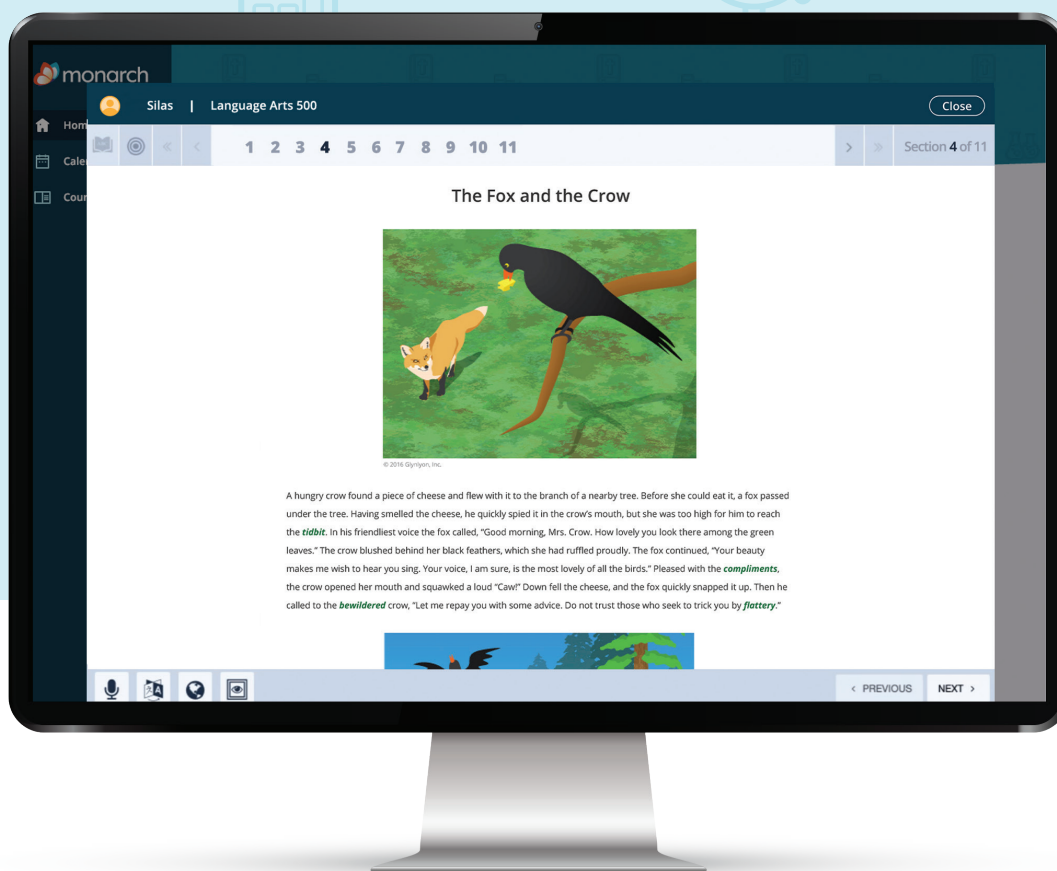 monarch
Silas | Language Arts 500
Close
Hom
Cale
Cour
1 2 3 4 5 6 7 8 9 10 11
Section 4 of 11
The Fox and the Crow
© 2016 Glynlyon, Inc.
A hungry crow found a piece of cheese and flew with it to the branch of a nearby tree. Before she could eat it, a fox passed
under the tree. Having smelled the cheese, he quickly spied it in the crow's mouth, but she was too high for him to reach
the tidbit. In his friendliest voice the fox called, “Good morning, Mrs. Crow. How lovely you look there among the green
leaves.” The crow blushed behind her black feathers, which she had ruffled proudly. The fox continued, “Your beauty
makes me wish to hear you sing. Your voice, I am sure, is the most lovely of all the birds.” Pleased with the compliments,
the crow opened her mouth and squawked a loud “Caw!” Down fell the cheese, and the fox quickly snapped it up. Then he
called to the bewildered crow, “Let me repay you with some advice. Do not trust those who seek to trick you by flattery.”
< PREVIOUS
NEXT >